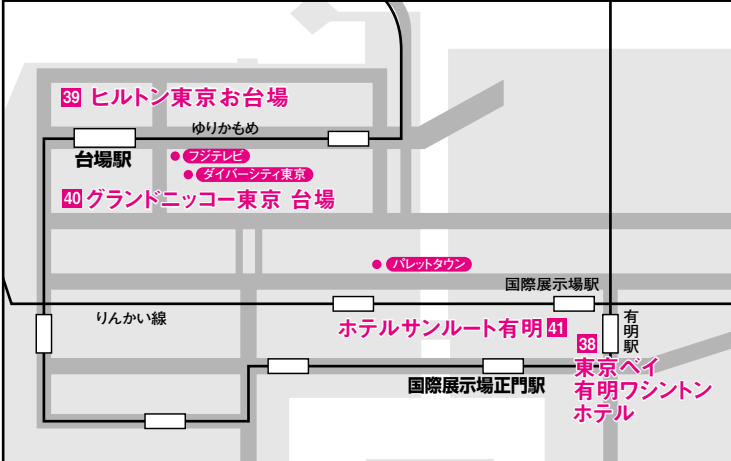 39 ヒルトン東京お台場
ゆりかもめ
台場駅
フジテレビ
ダイバーシティ東京
40 グランドニッコー東京 台場
パレットタウン
国際展示場駅
りんかい線
ホテルサンルート有明 41
有明駅
38
東京ベイ
有明ワシントン
ホテル
国際展示場正門駅